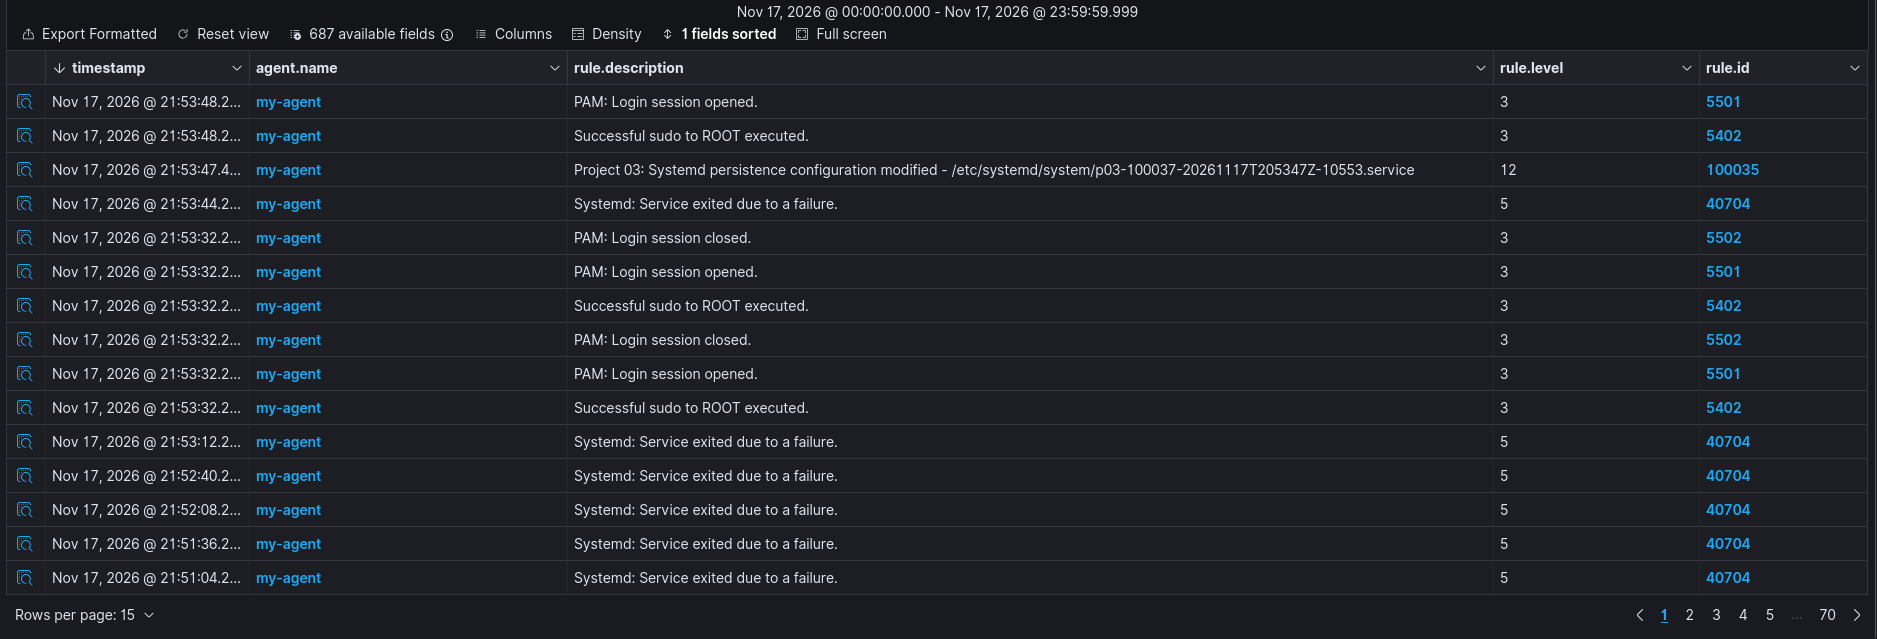 Nov 17, 2026 @ 00:00:00.000 - Nov 17, 2026 @ 23:59:59.999
Export Formatted Reset view 687 available fields Columns Density 1 fields sorted Full screen
timestamp agent.name rule.description rule.level rule.id
Nov 17, 2026 @ 21:53:48.2... my-agent PAM: Login session opened. 3 5501
Nov 17, 2026 @ 21:53:48.2... my-agent Successful sudo to ROOT executed. 3 5402
Nov 17, 2026 @ 21:53:47.4... my-agent Project 03: Systemd persistence configuration modified - /etc/systemd/system/p03-100037-20261117T205347Z-10553.service 12 100035
Nov 17, 2026 @ 21:53:44.2... my-agent Systemd: Service exited due to a failure. 5 40704
Nov 17, 2026 @ 21:53:32.2... my-agent PAM: Login session closed. 3 5502
Nov 17, 2026 @ 21:53:32.2... my-agent PAM: Login session opened. 3 5501
Nov 17, 2026 @ 21:53:32.2... my-agent Successful sudo to ROOT executed. 3 5402
Nov 17, 2026 @ 21:53:32.2... my-agent PAM: Login session closed. 3 5502
Nov 17, 2026 @ 21:53:32.2... my-agent PAM: Login session opened. 3 5501
Nov 17, 2026 @ 21:53:32.2... my-agent Successful sudo to ROOT executed. 3 5402
Nov 17, 2026 @ 21:53:12.2... my-agent Systemd: Service exited due to a failure. 5 40704
Nov 17, 2026 @ 21:52:40.2... my-agent Systemd: Service exited due to a failure. 5 40704
Nov 17, 2026 @ 21:52:08.2... my-agent Systemd: Service exited due to a failure. 5 40704
Nov 17, 2026 @ 21:51:36.2... my-agent Systemd: Service exited due to a failure. 5 40704
Nov 17, 2026 @ 21:51:04.2... my-agent Systemd: Service exited due to a failure. 5 40704
Rows per page: 15 1 2 3 4 5 ... 70